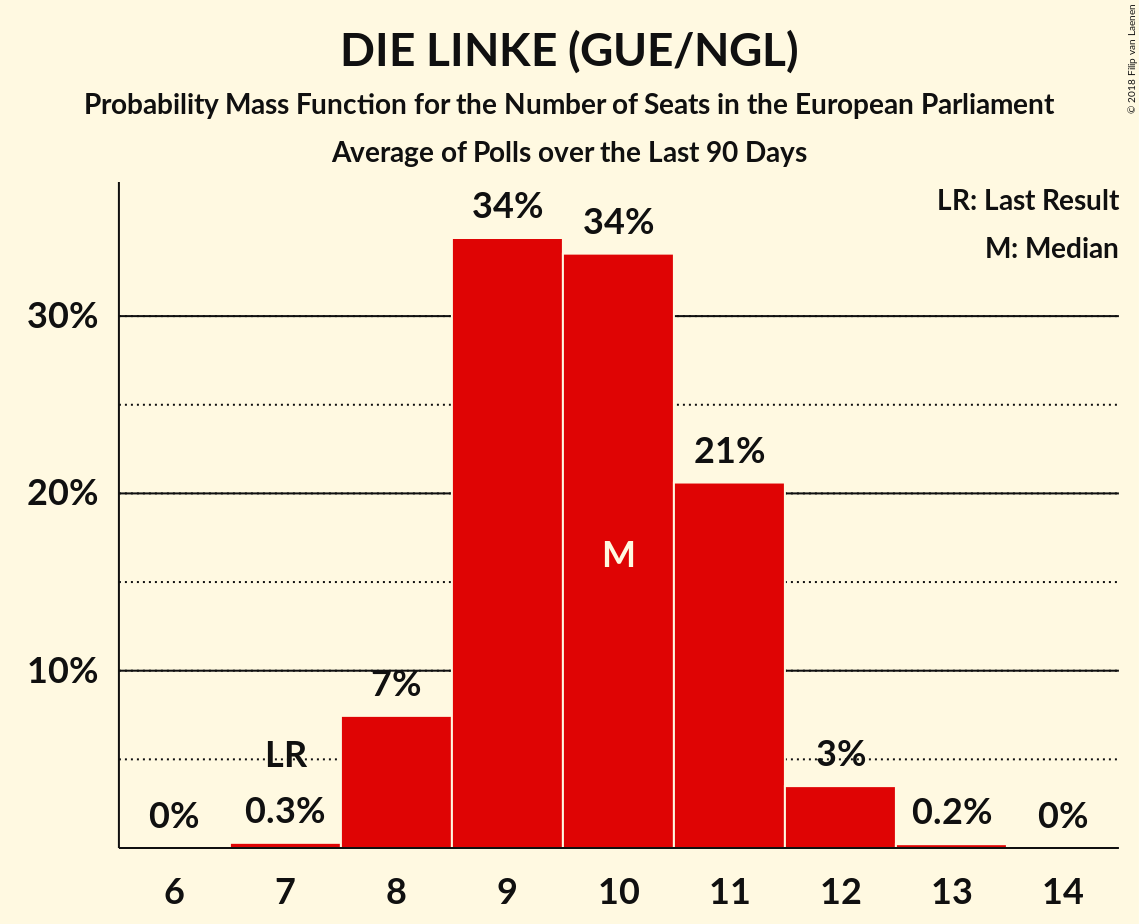 DIE LINKE (GUE/NGL)
Probability Mass Function for the Number of Seats in the European Parliament
Average of Polls over the Last 90 Days
© 2018 Filip van Laenen
LR: Last Result
M: Median
34%
34%
30%
21%
20%
M
10%
7%
LR
3%
0%
0.3%
0.2%
0%
6 7 8 9 10 11 12 13 14